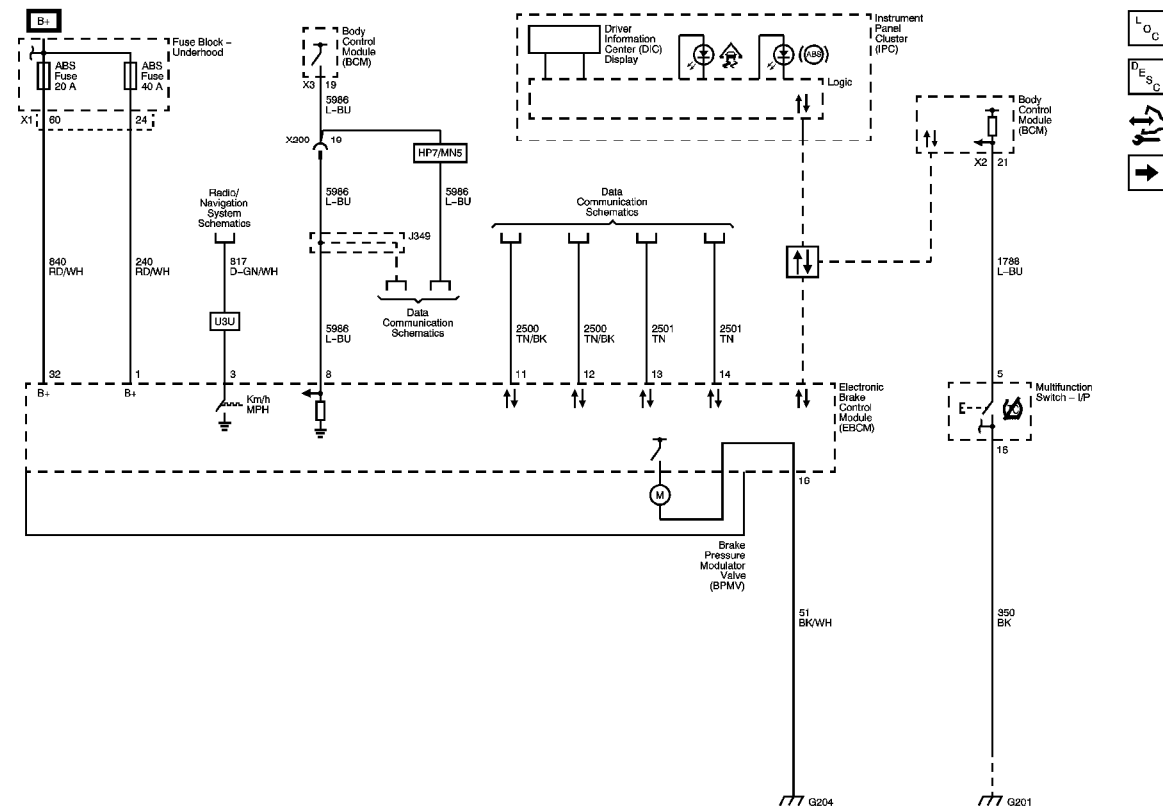 B+
Fuse Block –
Underhood
ABS
Fuse
20 A
ABS
Fuse
40 A
X1 60
24
Body
Control
Module
(BCM)
X3 19
5986
L–BU
X200 19
HP7/MN5
5986
L–BU
5986
L–BU
J349
Data
Communication
Schematics
5986
L–BU
Radio/
Navigation
System
Schematics
840
RD/WH
240
RD/WH
817
D–GN/WH
U3U
Driver
Information
Center (DIC)
Display
ABS
Instrument
Panel
Cluster
(IPC)
Logic
Data
Communication
Schematics
2500
TN/BK
2500
TN/BK
2501
TN
2501
TN
Body
Control
Module
(BCM)
X2 21
1788
L–BU
L O C
D E S C
32
1
3
8
11
12
13
14
B+
B+
Km/h
MPH
Electronic
Brake
Control
Module
(EBCM)
5
E
Multifunction
Switch – I/P
16
M
16
Brake
Pressure
Modulator
Valve
(BPMV)
51
BK/WH
350
BK
G204
G201